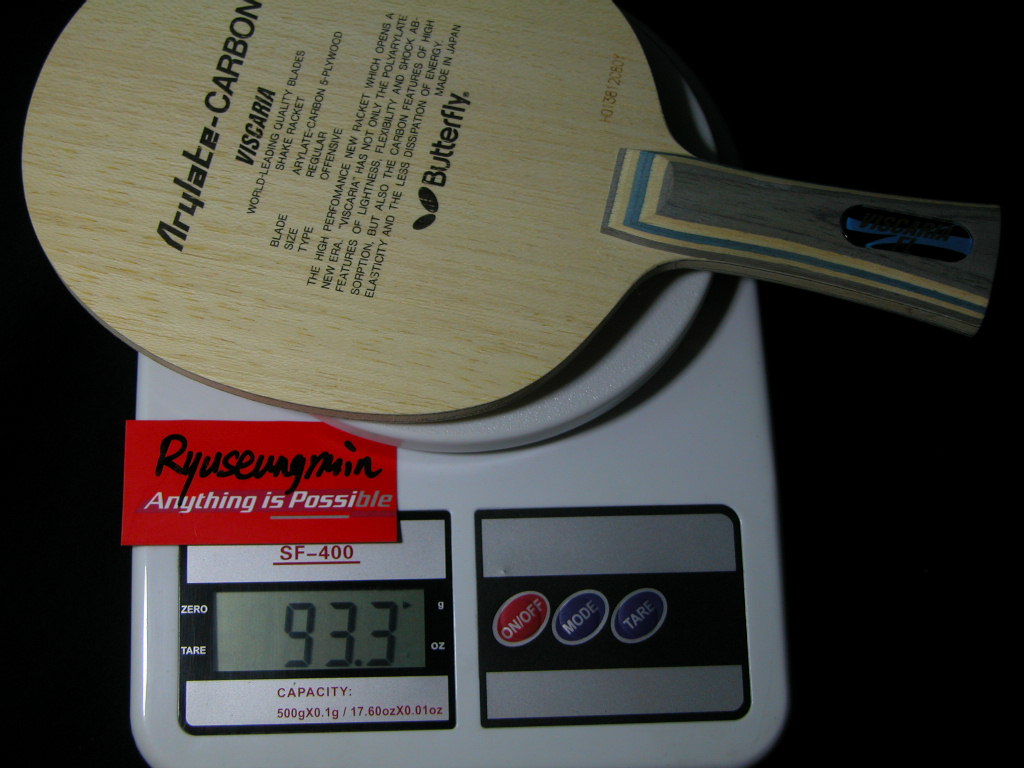 Arylate-CARBON
VISCARIA
WORLD-LEADING QUALITY BLADES
SHAKE RACKET
BLADE ARYLATE-CARBON 5-PLYWOOD
SIZE REGULAR
TYPE OFFENSIVE
THE HIGH PERFOMANCE NEW RACKET WHICH OPENS A
NEW ERA. "VISCARIA" HAS NOT ONLY THE POLYARYLATE
FEATURES OF LIGHTNESS, FLEXIBILITY AND SHOCK AB-
SORPTION, BUT ALSO THE CARBON FEATURES OF HIGH
ELASTICITY AND THE LESS DISSIPATION OF ENERGY.
MADE IN JAPAN
Butterfly®
VISCARIA
Ryuseungmin
Anything is Possible
SF-400
ZERO
TARE
93.3
g
oz
CAPACITY:
500gX0.1g / 17.60ozX0.01oz
ON/OFF
MODE
TARE